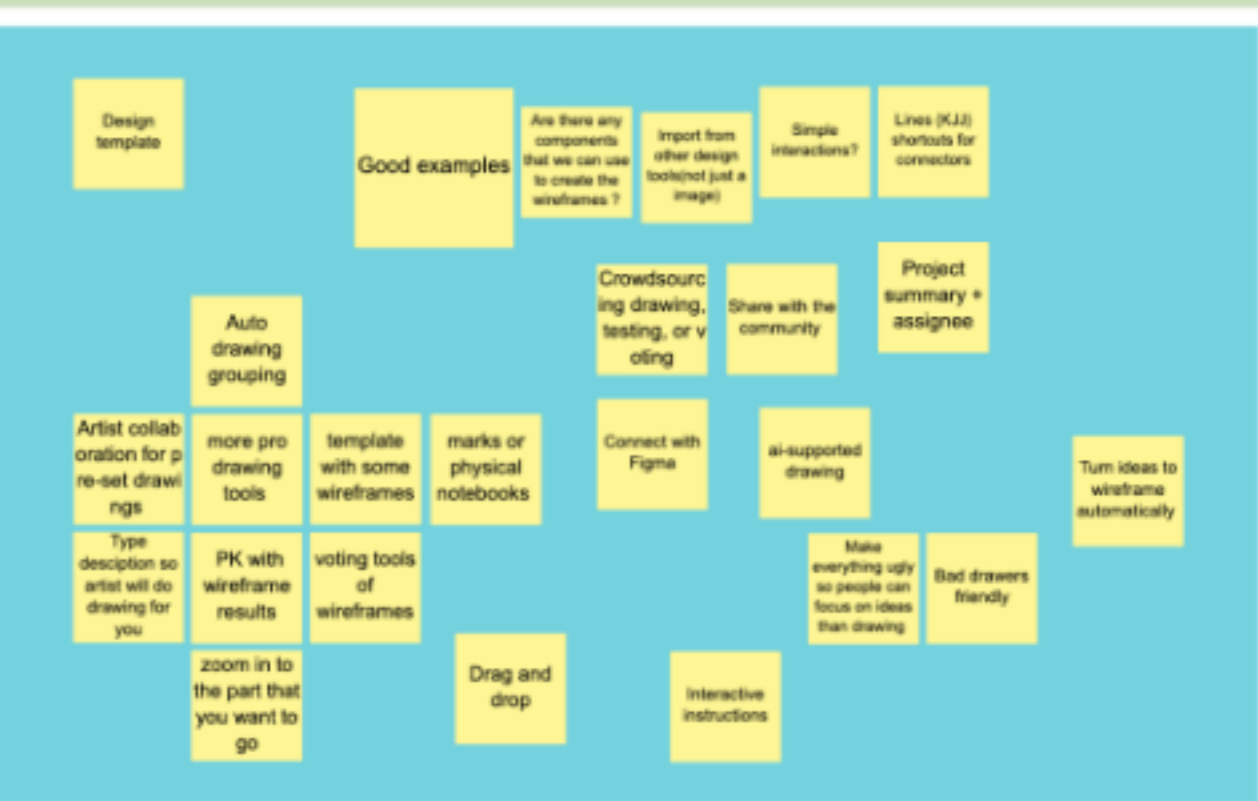 Design
template
Good examples
Are there any
components
that we can use
to create the
wireframes ?
Import from
other design
tools(not just a
image)
Simple
interactions?
Lines (KJJ)
shortcuts for
connectors
Crowdsourc
ing drawing,
testing, or v
oting
Share with the
community
Project
summary +
assignee
Auto
drawing
grouping
Artist collab
oration for p
re-set drawi
ngs
more pro
drawing
tools
template
with some
wireframes
marks or
physical
notebooks
Connect with
Figma
ai-supported
drawing
Turn ideas to
wireframe
automatically
Type
desciption so
artist will do
drawing for
you
PK with
wireframe
results
voting tools
of
wireframes
Make
everything ugly
so people can
focus on ideas
than drawing
Bad drawers
friendly
zoom in to
the part that
you want to
go
Drag and
drop
Interactive
instructions